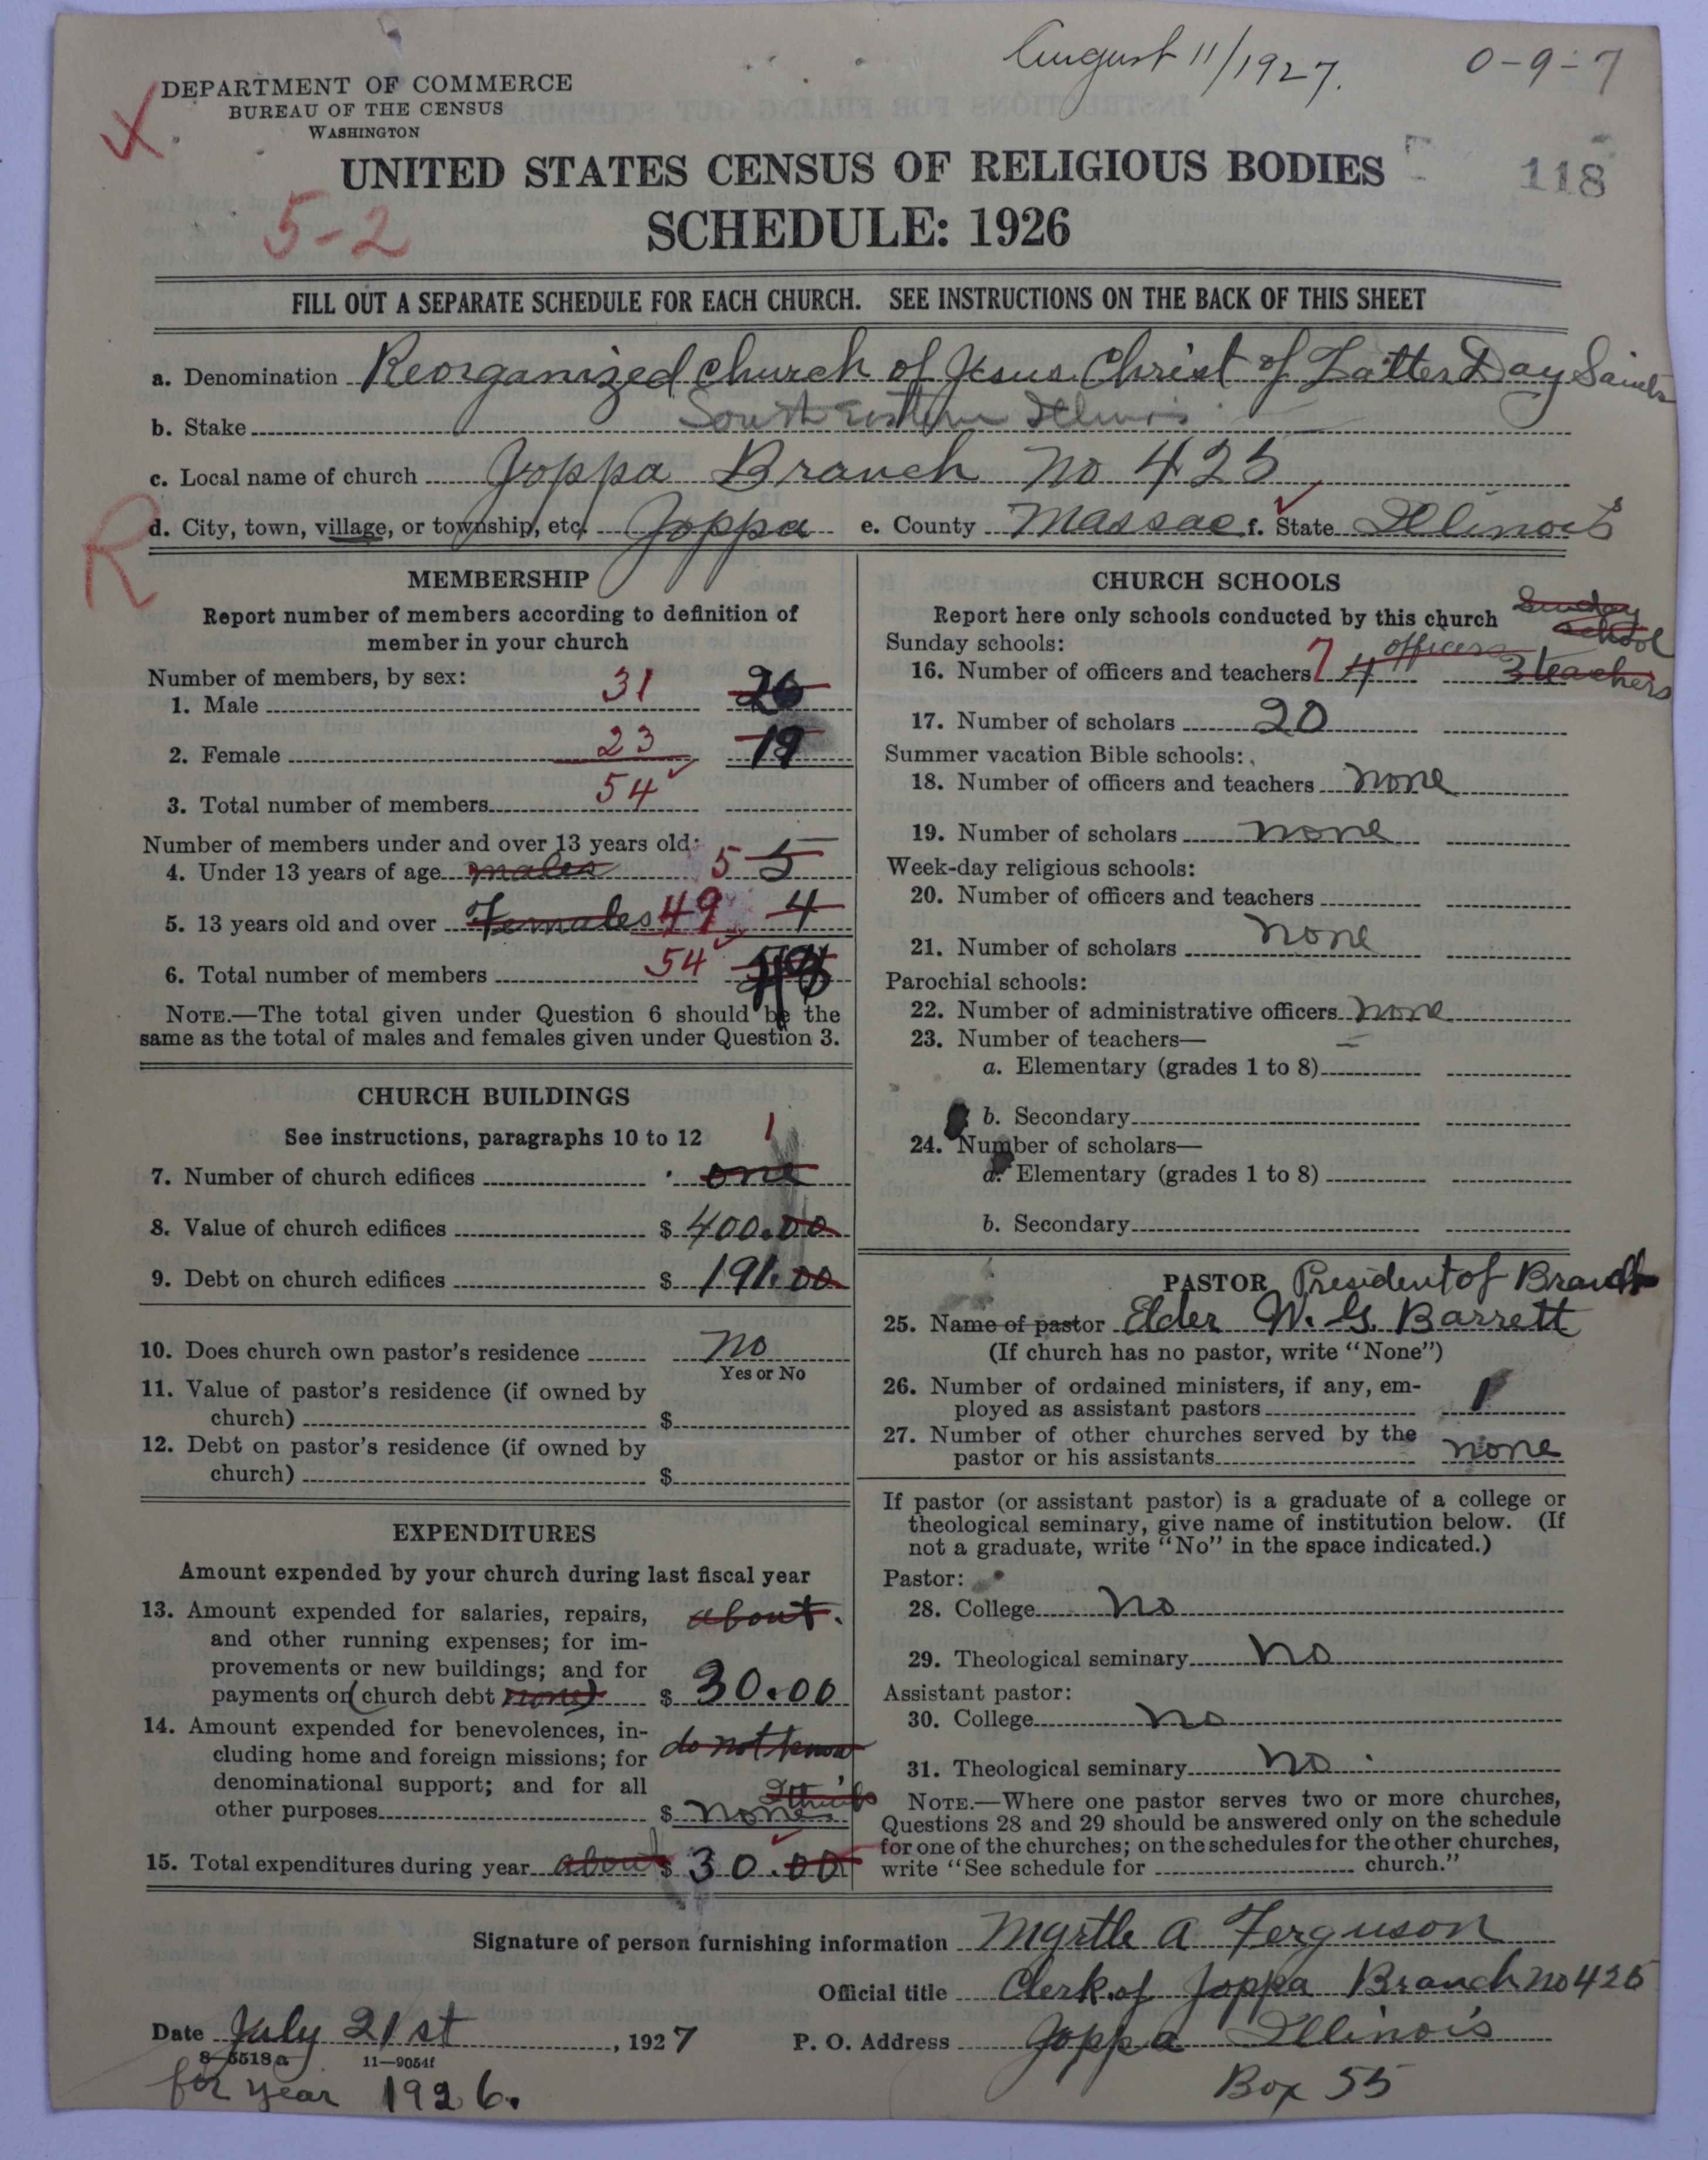 August 11/1927.
0-9-7
DEPARTMENT OF COMMERCE
BUREAU OF THE CENSUS
WASHINGTON
X
118
UNITED STATES CENSUS OF RELIGIOUS BODIES
5-2
SCHEDULE: 1926
FILL OUT A SEPARATE SCHEDULE FOR EACH CHURCH. SEE INSTRUCTIONS ON THE BACK OF THIS SHEET
a. Denomination Reorganized church of Jesus Christ of Latter Day Saints
b. Stake South eastern Illinois
c. Local name of church Joppa Branch No 425
R
d. City, town, village, or township, etc. Joppa e. County Massac f. State Illinois
MEMBERSHIP
Report number of members according to definition of
member in your church
Number of members, by sex:
1. Male 31 26
2. Female 23 19
3. Total number of members 54
Number of members under and over 13 years old:
4. Under 13 years of age males 5 5
5. 13 years old and over Females 49 4
6. Total number of members 54
NOTE.—The total given under Question 6 should be the
same as the total of males and females given under Question 3.
CHURCH BUILDINGS
See instructions, paragraphs 10 to 12
1
7. Number of church edifices one
8. Value of church edifices $ 400.00
9. Debt on church edifices $ 191.00
10. Does church own pastor's residence No
Yes or No
11. Value of pastor's residence (if owned by
church) $
12. Debt on pastor's residence (if owned by
church) $
EXPENDITURES
Amount expended by your church during last fiscal year
13. Amount expended for salaries, repairs, about.
and other running expenses; for im-
provements or new buildings; and for
payments on (church debt none) $ 30.00
14. Amount expended for benevolences, in-
cluding home and foreign missions; for do not know
denominational support; and for all
other purposes $ none
15. Total expenditures during year about $ 30.00
CHURCH SCHOOLS
Report here only schools conducted by this church Sunday
school
Sunday schools:
officers
16. Number of officers and teachers 7 4 3 teachers
17. Number of scholars 20
Summer vacation Bible schools:
18. Number of officers and teachers none
19. Number of scholars none
Week-day religious schools:
20. Number of officers and teachers
21. Number of scholars none
Parochial schools:
22. Number of administrative officers none
23. Number of teachers—
a. Elementary (grades 1 to 8)
b. Secondary
24. Number of scholars—
a. Elementary (grades 1 to 8)
b. Secondary
PASTOR President of Branch
25. Name of pastor Elder W. G. Barrett
(If church has no pastor, write "None")
26. Number of ordained ministers, if any, em-
ployed as assistant pastors 1
27. Number of other churches served by the
pastor or his assistants none
If pastor (or assistant pastor) is a graduate of a college or
theological seminary, give name of institution below. (If
not a graduate, write "No" in the space indicated.)
Pastor:
28. College No
29. Theological seminary No
Assistant pastor:
30. College No
31. Theological seminary No
NOTE.—Where one pastor serves two or more churches,
Questions 28 and 29 should be answered only on the schedule
for one of the churches; on the schedules for the other churches,
write "See schedule for church."
Signature of person furnishing information Myrtle A Ferguson
Official title Clerk of Joppa Branch no 425
Date July 21st, 1927 P. O. Address Joppa Illinois
8-5518a 11—9054f
for year 1926.
Box 55